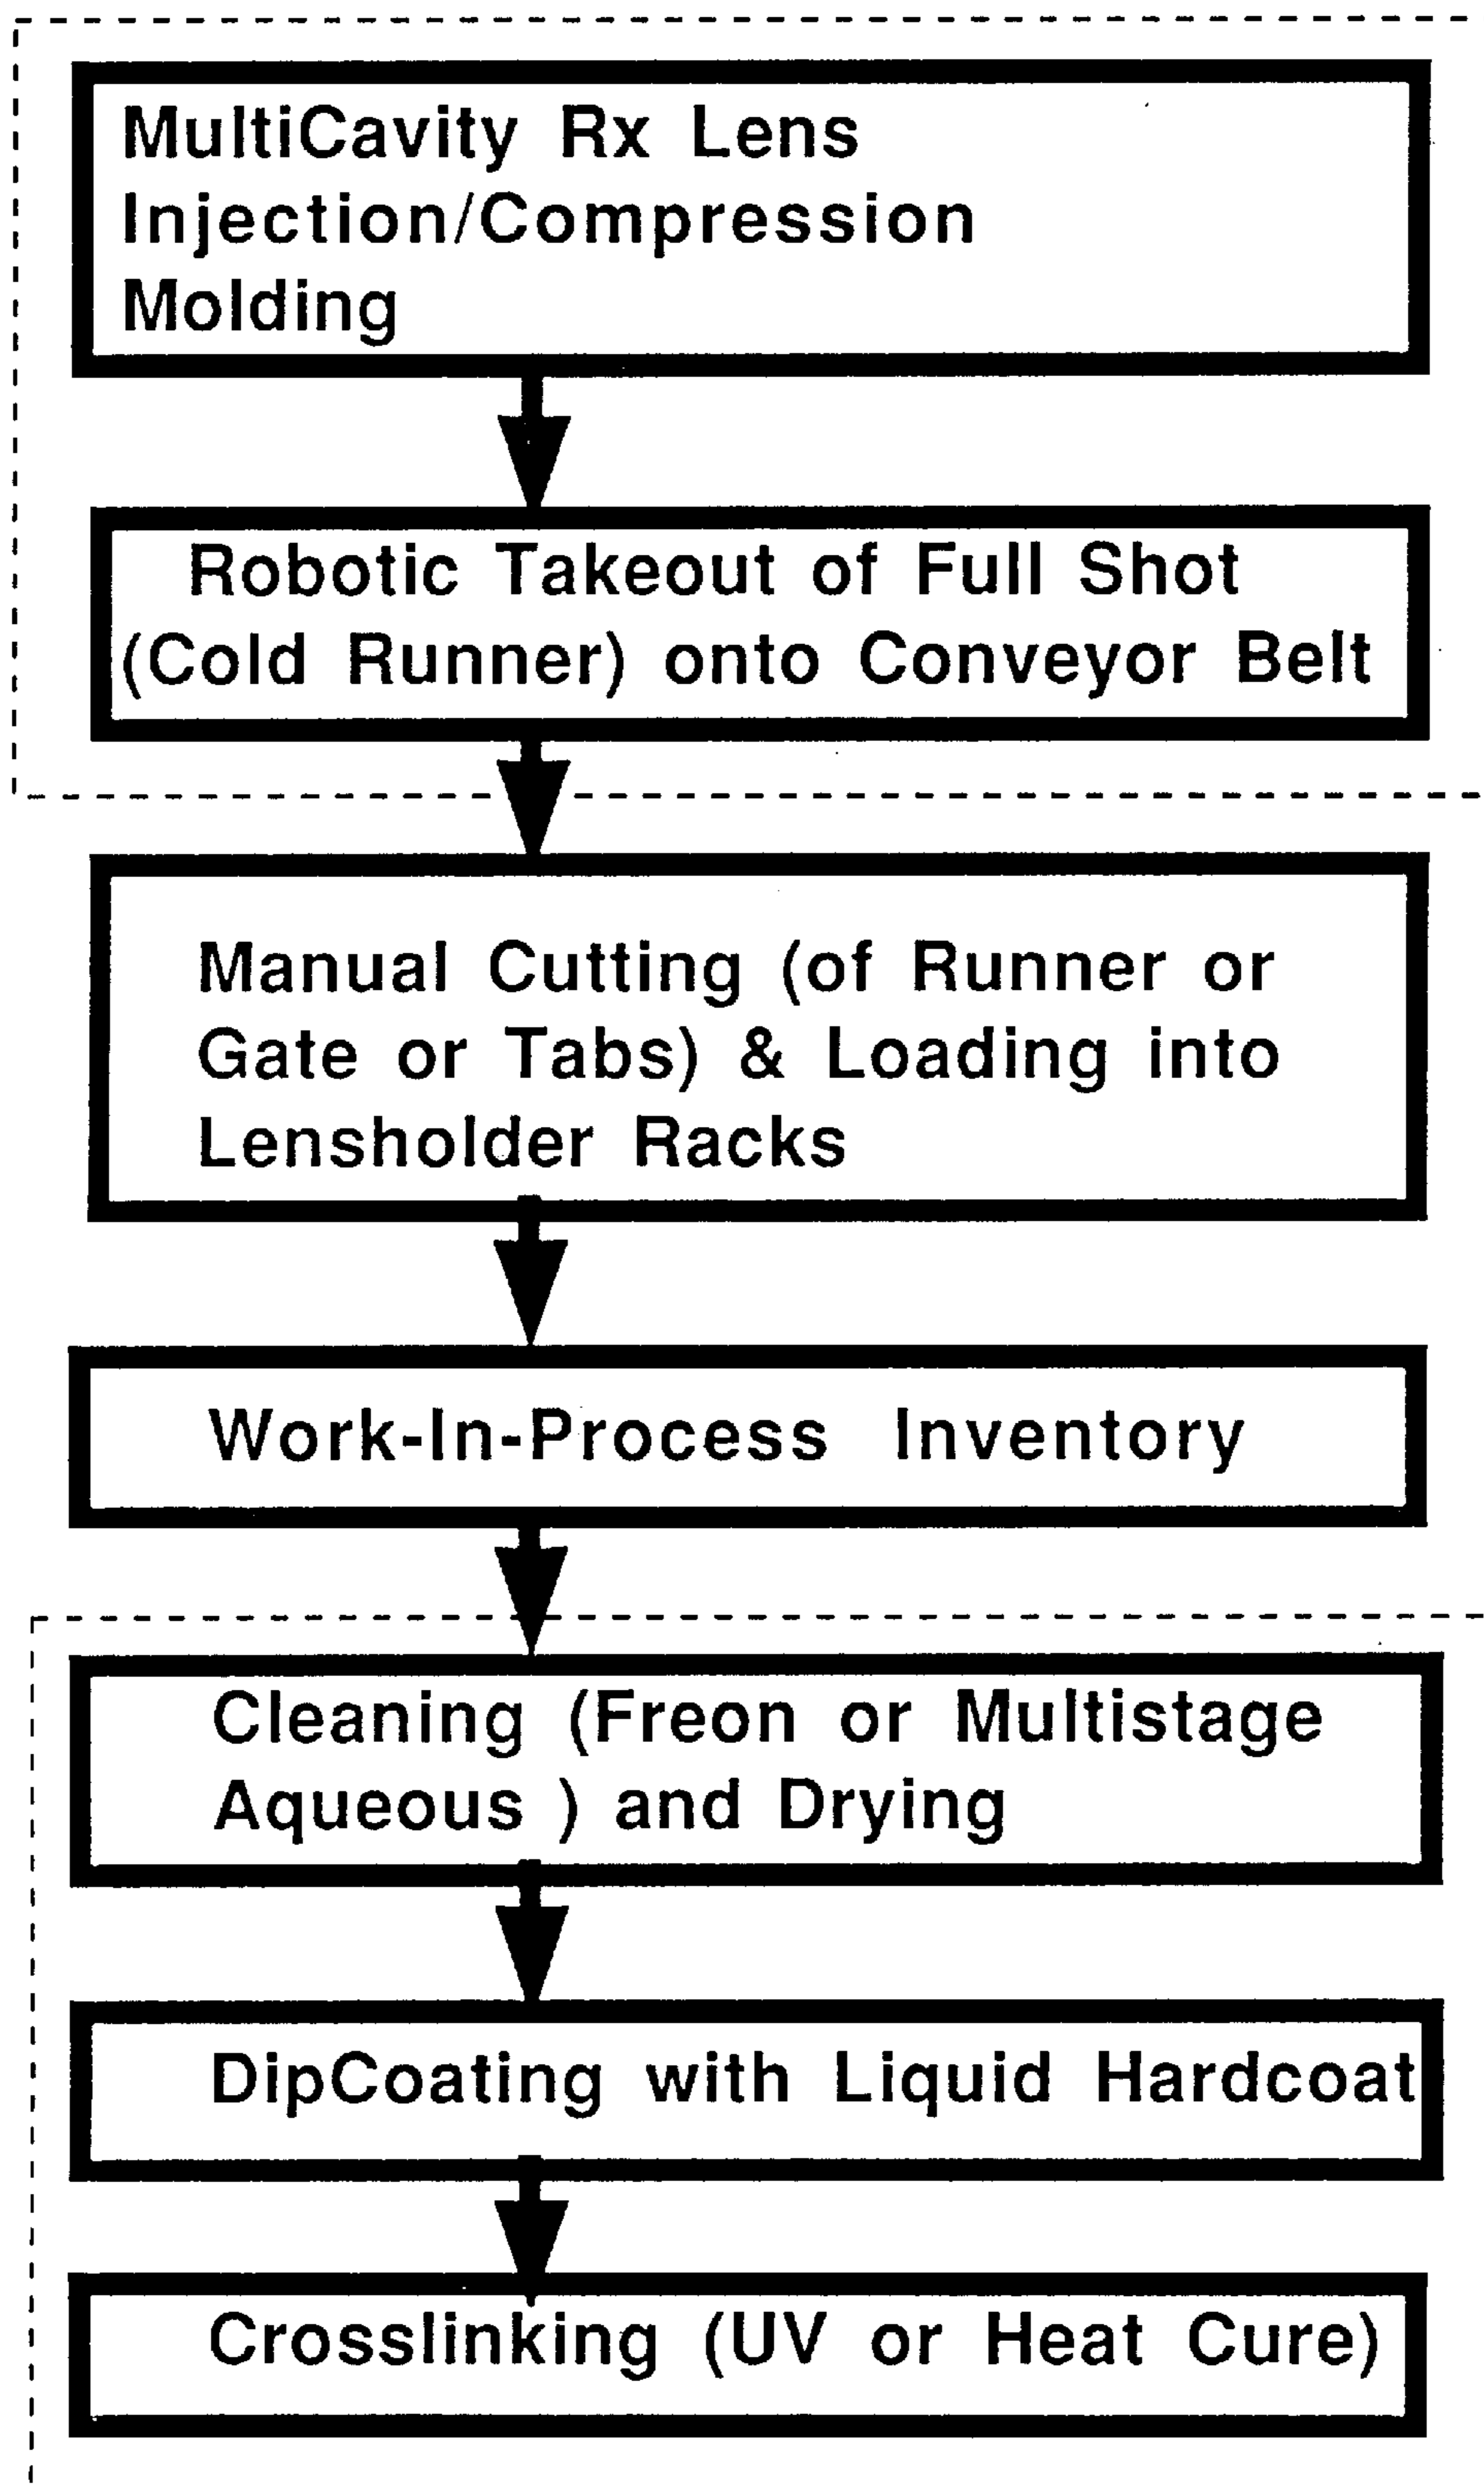 MultiCavity Rx Lens
Injection/Compression
Molding
Robotic Takeout of Full Shot
(Cold Runner) onto Conveyor Belt
Manual Cutting (of Runner or
Gate or Tabs) & Loading into
Lensholder Racks
Work-In-Process Inventory
Cleaning (Freon or Multistage
Aqueous ) and Drying
DipCoating with Liquid Hardcoat
Crosslinking (UV or Heat Cure)